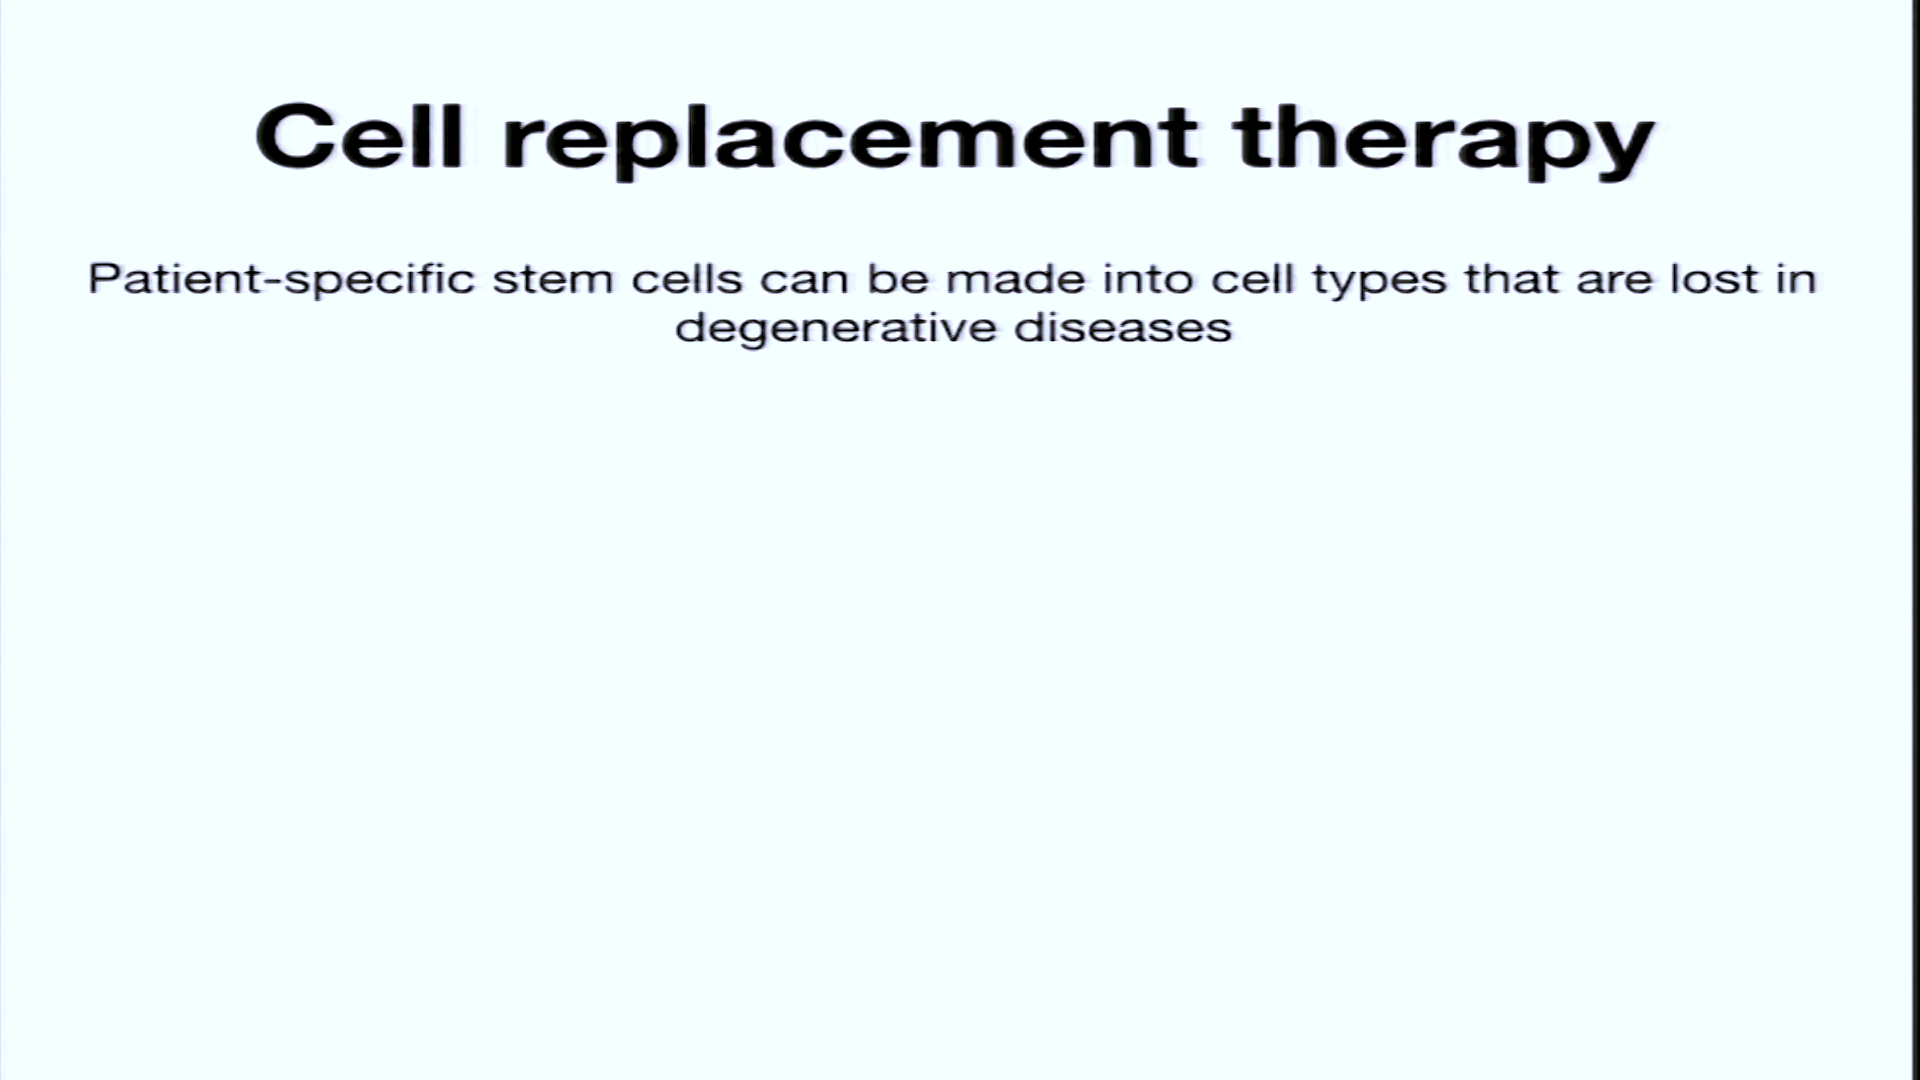 Cell replacement therapy
Patient-specific stem cells can be made into cell types that are lost in
degenerative diseases